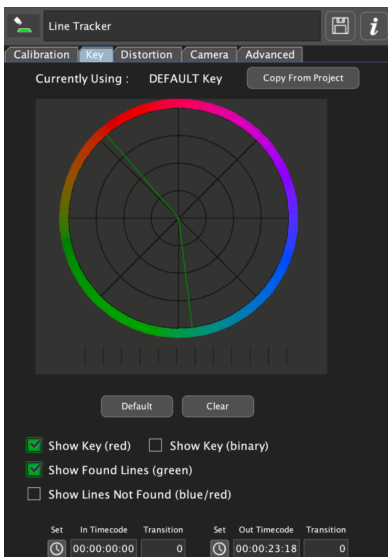 Line Tracker
Calibration Key Distortion Camera Advanced
Currently Using : DEFAULT Key Copy From Project
Default Clear
Show Key (red) Show Key (binary)
Show Found Lines (green)
Show Lines Not Found (blue/red)
Set In Timecode Transition Set Out Timecode Transition
00:00:00:00 0 00:00:23:18 0